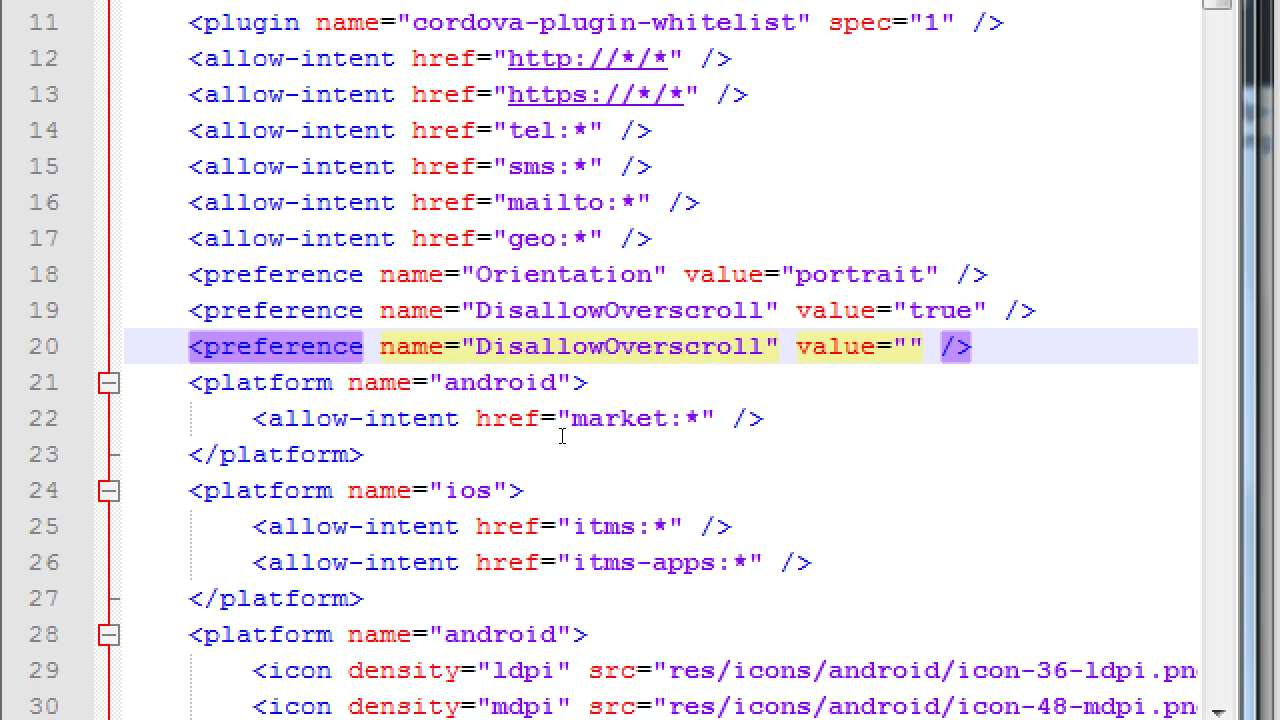 11 <plugin name="cordova-plugin-whitelist" spec="1" />
12 <allow-intent href="http://*/*" />
13 <allow-intent href="https://*/*" />
14 <allow-intent href="tel:*" />
15 <allow-intent href="sms:*" />
16 <allow-intent href="mailto:*" />
17 <allow-intent href="geo:*" />
18 <preference name="Orientation" value="portrait" />
19 <preference name="DisallowOverscroll" value="true" />
20 <preference name="DisallowOverscroll" value="" />
21 <platform name="android">
22 <allow-intent href="market:*" />
23 </platform>
24 <platform name="ios">
25 <allow-intent href="itms:*" />
26 <allow-intent href="itms-apps:*" />
27 </platform>
28 <platform name="android">
29 <icon density="ldpi" src="res/icons/android/icon-36-ldpi.pn
30 <icon density="mdpi" src="res/icons/android/icon-48-mdpi.pn